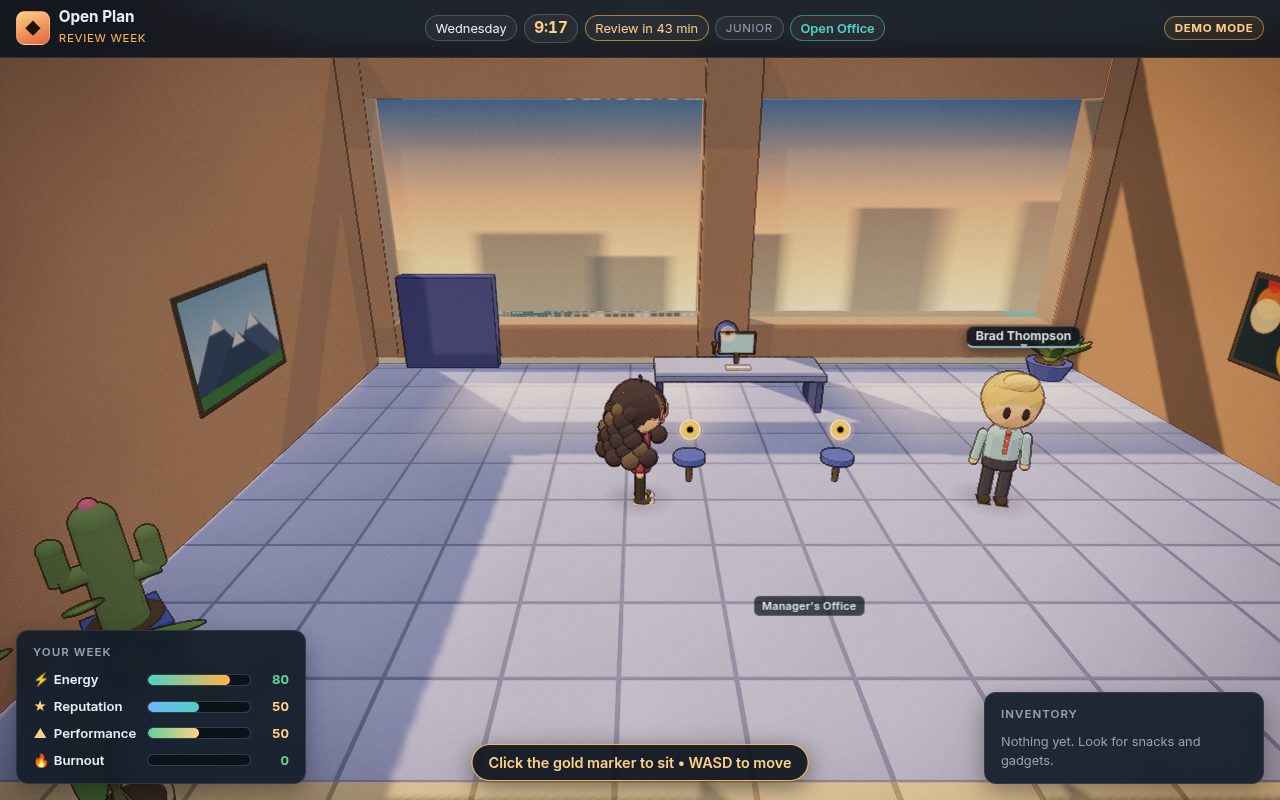 Open Plan
REVIEW WEEK
Wednesday
9:17
Review in 43 min
JUNIOR
Open Office
DEMO MODE
Brad Thompson
Manager's Office
YOUR WEEK
Energy 80
Reputation 50
Performance 50
Burnout 0
Click the gold marker to sit • WASD to move
INVENTORY
Nothing yet. Look for snacks and
gadgets.